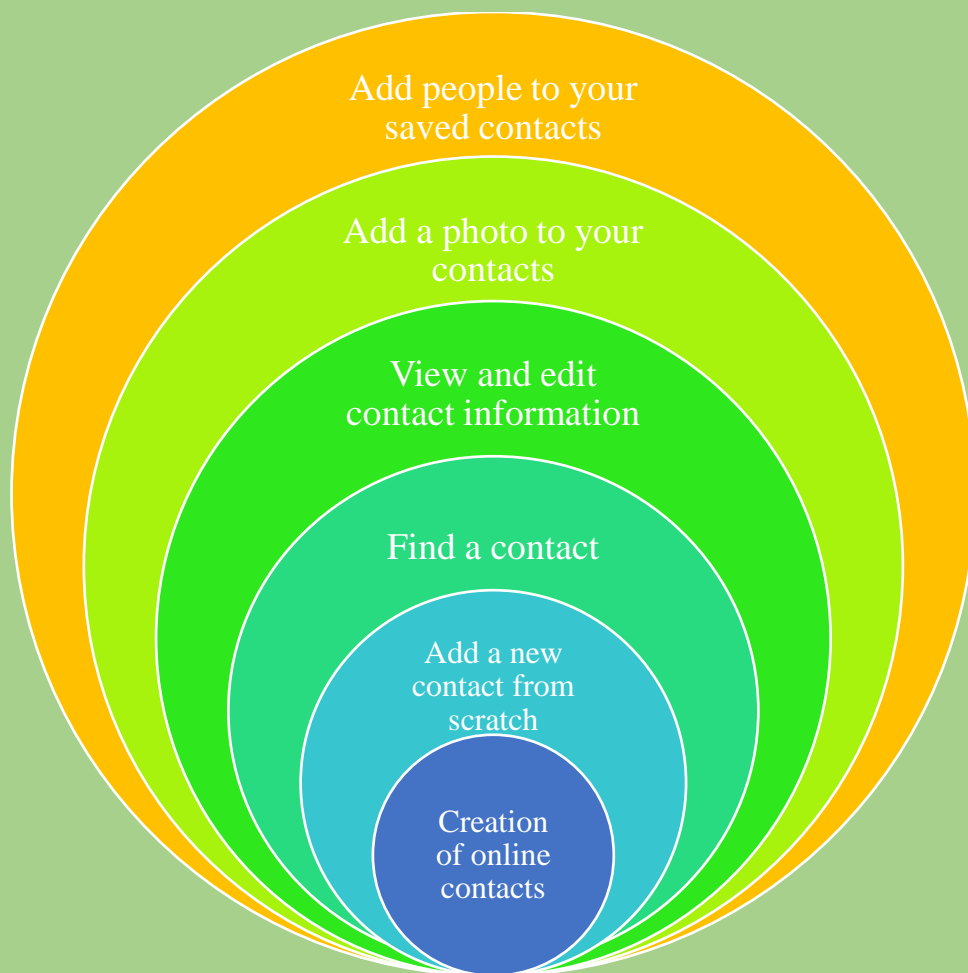 Add people to your
saved contacts
Add a photo to your
contacts
View and edit
contact information
Find a contact
Add a new
contact from
scratch
Creation
of online
contacts